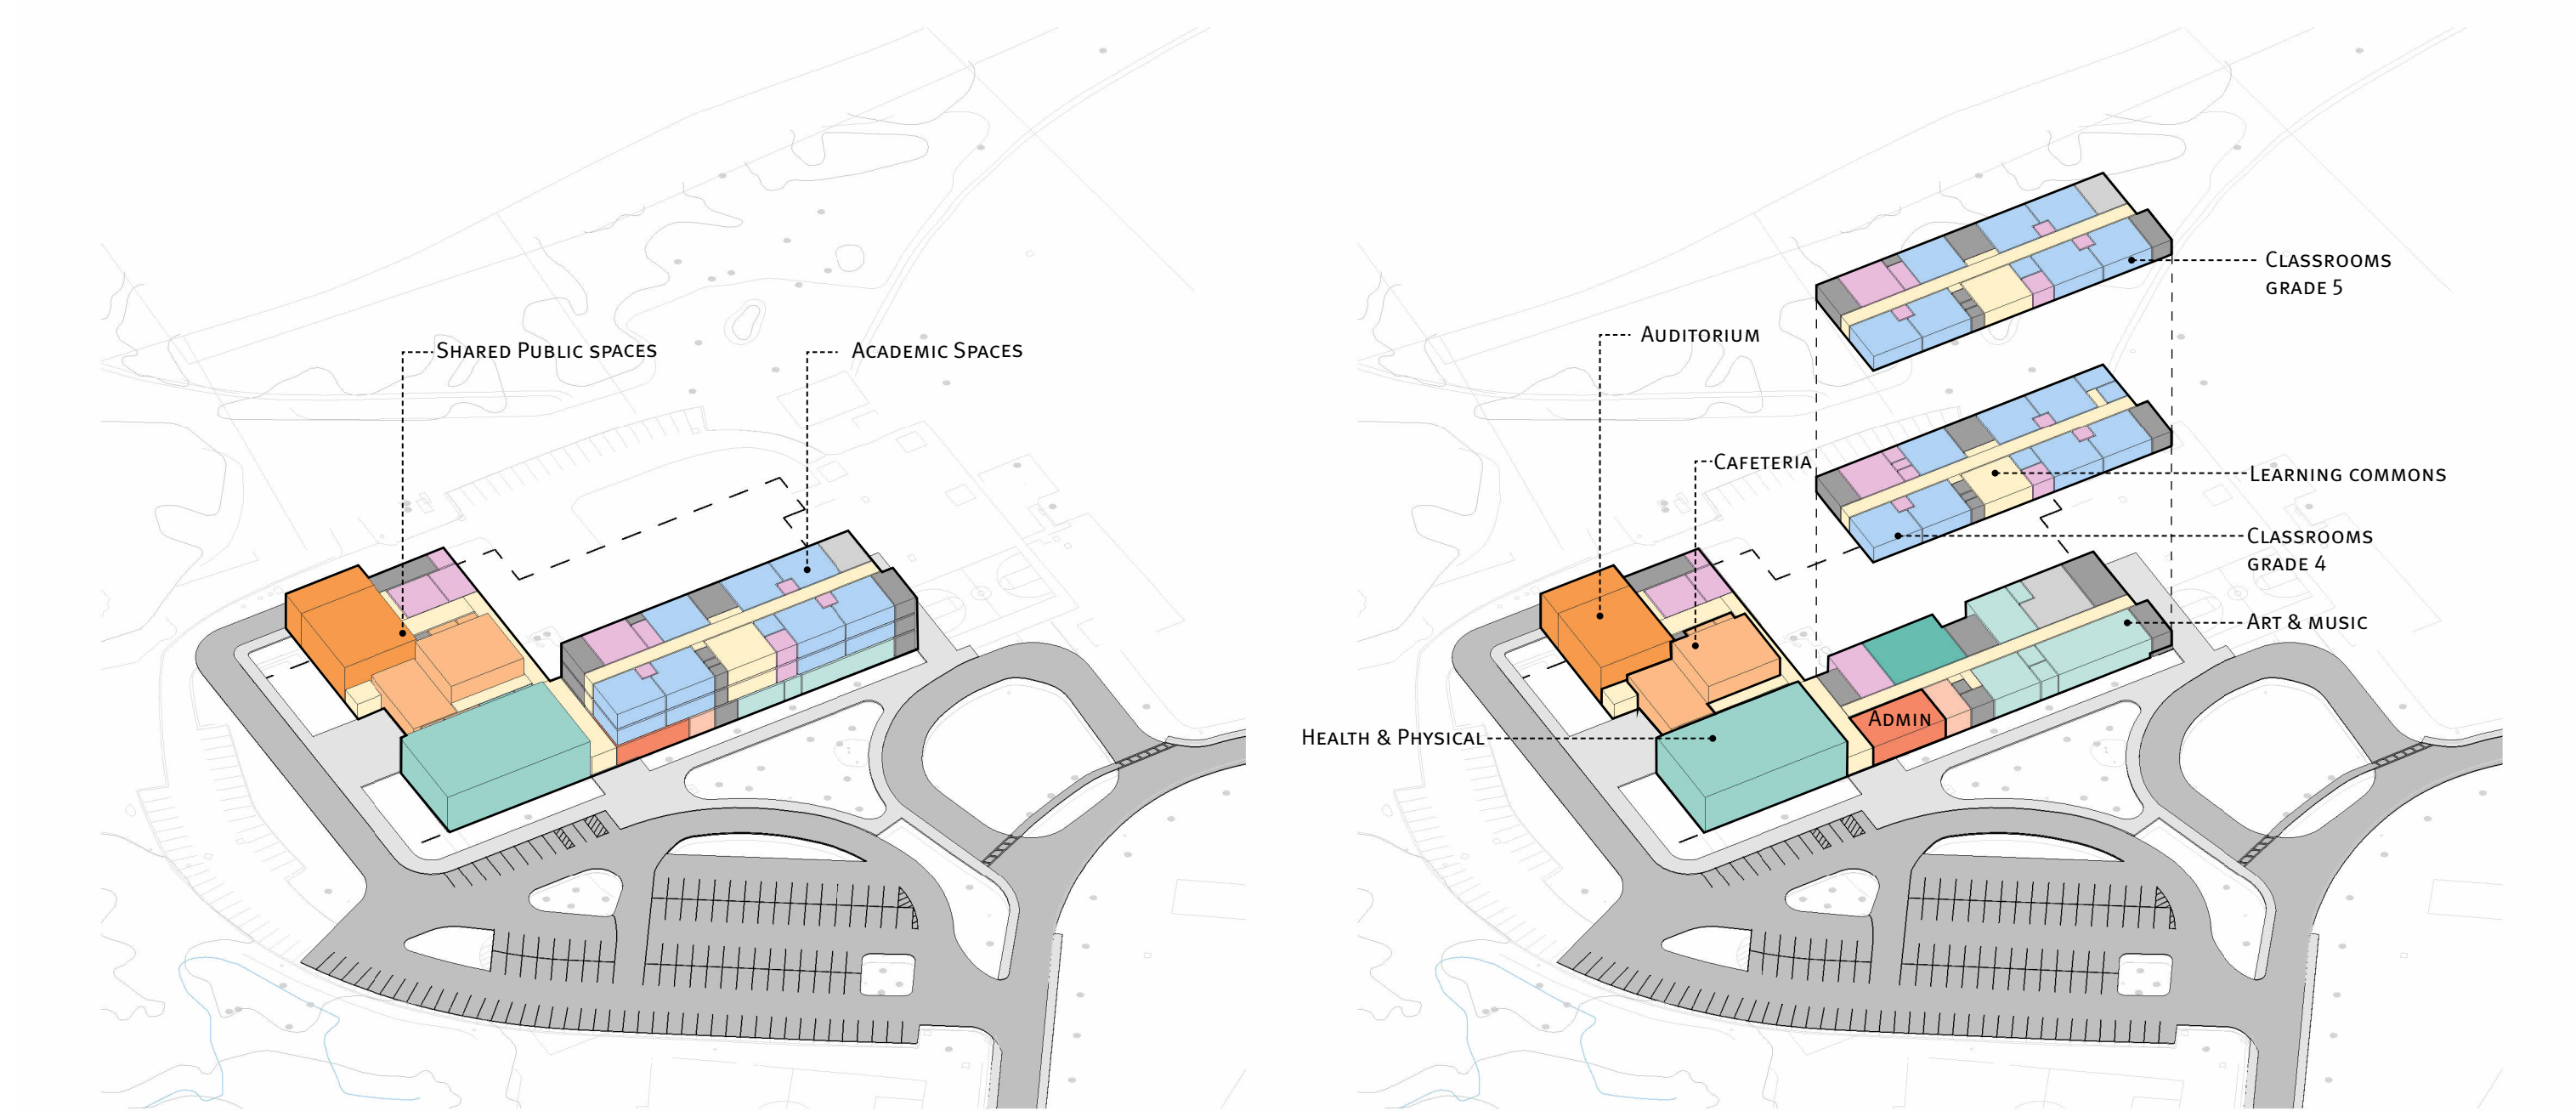 Shared Public spaces
Academic Spaces
Classrooms
grade 5
Auditorium
Cafeteria
Learning commons
Classrooms
grade 4
Art & music
Admin
Health & Physical